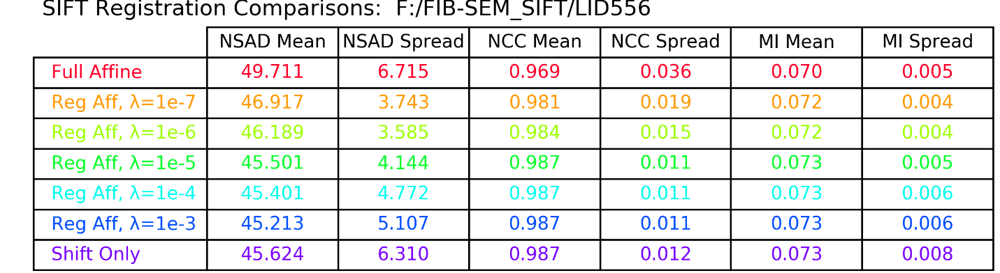 SIFT Registration Comparisons:  F:/FIB-SEM_SIFT/LID556
NSAD Mean NSAD Spread NCC Mean NCC Spread MI Mean MI Spread
Full Affine 49.711 6.715 0.969 0.036 0.070 0.005
Reg Aff, λ=1e-7 46.917 3.743 0.981 0.019 0.072 0.004
Reg Aff, λ=1e-6 46.189 3.585 0.984 0.015 0.072 0.004
Reg Aff, λ=1e-5 45.501 4.144 0.987 0.011 0.073 0.005
Reg Aff, λ=1e-4 45.401 4.772 0.987 0.011 0.073 0.006
Reg Aff, λ=1e-3 45.213 5.107 0.987 0.011 0.073 0.006
Shift Only 45.624 6.310 0.987 0.012 0.073 0.008